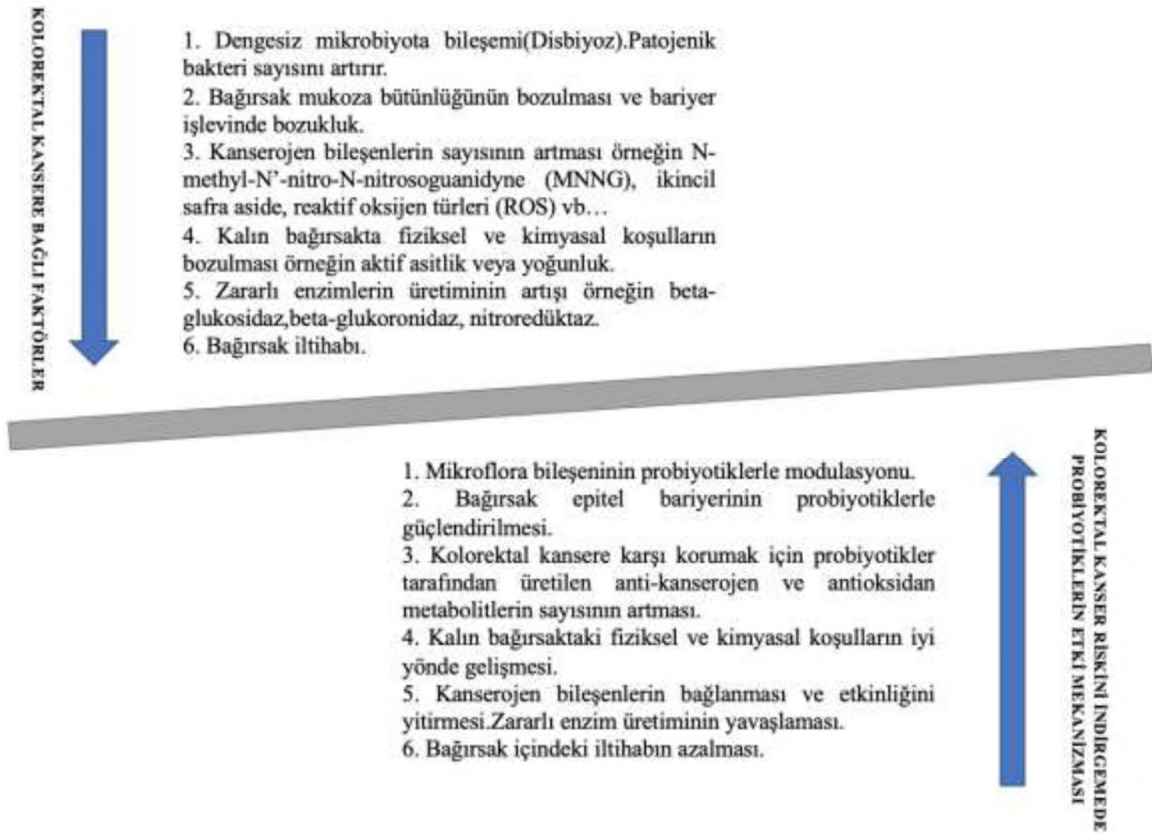 KOLOREKTAL KANSERE BAĞLI FAKTÖRLER
1. Dengesiz mikrobiyota bileşemi(Disbiyoz).Patojenik
bakteri sayısını artırır.
2. Bağırsak mukoza bütünlüğünün bozulması ve bariyer
işlevinde bozukluk.
3. Kanserojen bileşenlerin sayısının artması örneğin N-
methyl-N’-nitro-N-nitrosoguanidyne (MNNG), ikincil
safra aside, reaktif oksijen türleri (ROS) vb…
4. Kalın bağırsakta fiziksel ve kimyasal koşulların
bozulması örneğin aktif asitlik veya yoğunluk.
5. Zararlı enzimlerin üretiminin artışı örneğin beta-
glukosidaz,beta-glukoronidaz, nitroredüktaz.
6. Bağırsak iltihabı.
1. Mikroflora bileşeninin probiyotiklerle modulasyonu.
2. Bağırsak epitel bariyerinin probiyotiklerle
güçlendirilmesi.
3. Kolorektal kansere karşı korumak için probiyotikler
tarafından üretilen anti-kanserojen ve antioksidan
metabolitlerin sayısının artması.
4. Kalın bağırsaktaki fiziksel ve kimyasal koşulların iyi
yönde gelişmesi.
5. Kanserojen bileşenlerin bağlanması ve etkinliğini
yitirmesi.Zararlı enzim üretiminin yavaşlaması.
6. Bağırsak içindeki iltihabın azalması.
KOLOREKTAL KANSER RİSKİNİ İNDİRGEMEDE
PROBİYOTİKLERİN ETKİ MEKANİZMASI